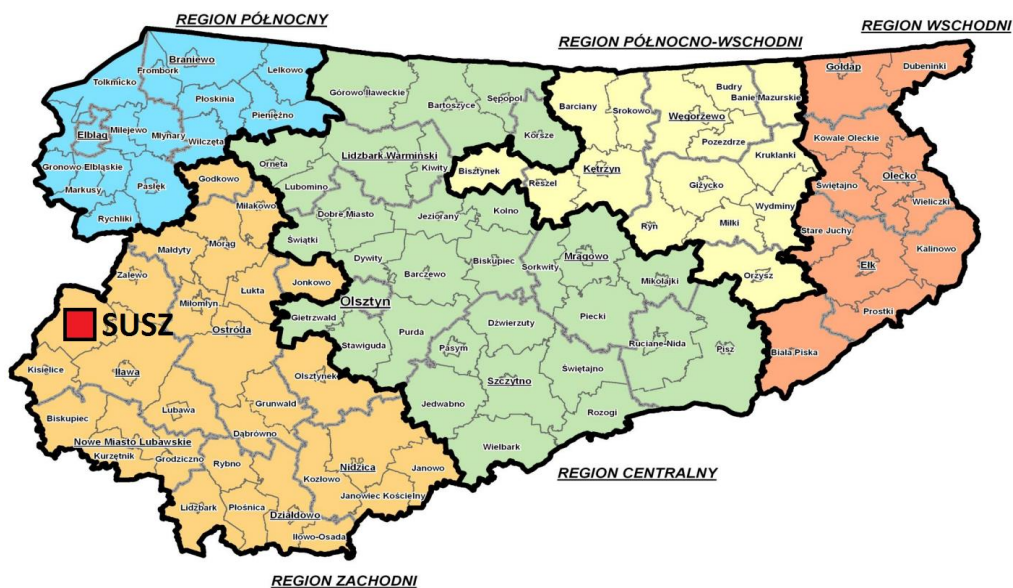 REGION PÓŁNOCNY
REGION WSCHODNI
REGION PÓŁNOCNO-WSCHODNI
Braniewo
Frombork
Lelkowo
Tolkmicko
Płoskinia
Pieniężno
Elbląg
Milejewo
Młynary
Wilczęta
Gronowo-Elbląskie
Markusy
Pasłęk
Rychliki
Górowo-Iławeckie
Bartoszyce
Sępopol
Korsze
Barciany
Srokowo
Budry
Banie Mazurskie
Węgorzewo
Pozezdrze
Kruklanki
Gołdap
Dubeninki
Kowale Oleckie
Olecko
Świętajno
Wieliczki
Stare Juchy
Kalinowo
Ełk
Prostki
Biała Piska
Orneta
Lidzbark Warmiński
Kiwity
Lubomino
Bisztynek
Reszel
Kętrzyn
Giżycko
Wydminy
Miłki
Ryn
Orzysz
Godkowo
Miłakowo
Dobre Miasto
Jeziorany
Kolno
Świątki
Małdyty
Morąg
Zalewo
Łukta
Jonkowo
Dywity
Barczewo
Biskupiec
Sorkwity
Mrągowo
Mikołajki
Miłomłyn
Olsztyn
Gietrzwałd
SUSZ
Ostróda
Stawiguda
Purda
Dźwierzuty
Piecki
Pasym
Ruciane-Nida
Pisz
Kisielice
Iława
Olsztynek
Szczytno
Świętajno
Biskupiec
Lubawa
Grunwald
Jedwabno
Rozogi
Dąbrówno
Wielbark
Nowe Miasto Lubawskie
Kurzętnik
Grodziczno
Rybno
Nidzica
Janowo
Kozłowo
Janowiec Kościelny
Lidzbark
Płośnica
Działdowo
Iłowo-Osada
REGION CENTRALNY
REGION ZACHODNI